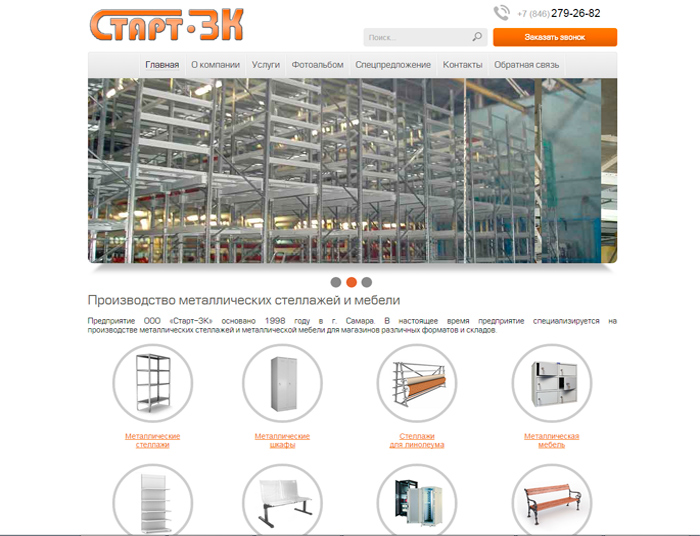 Старт-ЗК
+7 (846) 279-26-82
Поиск...
Заказать звонок
Главная О компании Услуги Фотоальбом Спецпредложение Контакты Обратная связь
Производство металлических стеллажей и мебели
Предприятие ООО «Старт-ЗК» основано 1998 году в г. Самара. В настоящее время предприятие специализируется на
производстве металлических стеллажей и металлической мебели для магазинов различных форматов и складов.
Металлические
стеллажи
Металлические
шкафы
Стеллажи
для линолеума
Металлическая
мебель